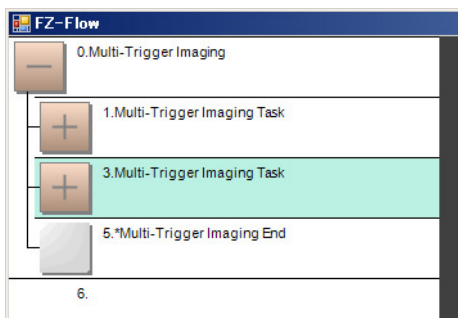 FZ-Flow
0.Multi-Trigger Imaging
1.Multi-Trigger Imaging Task
3.Multi-Trigger Imaging Task
5.*Multi-Trigger Imaging End
6.